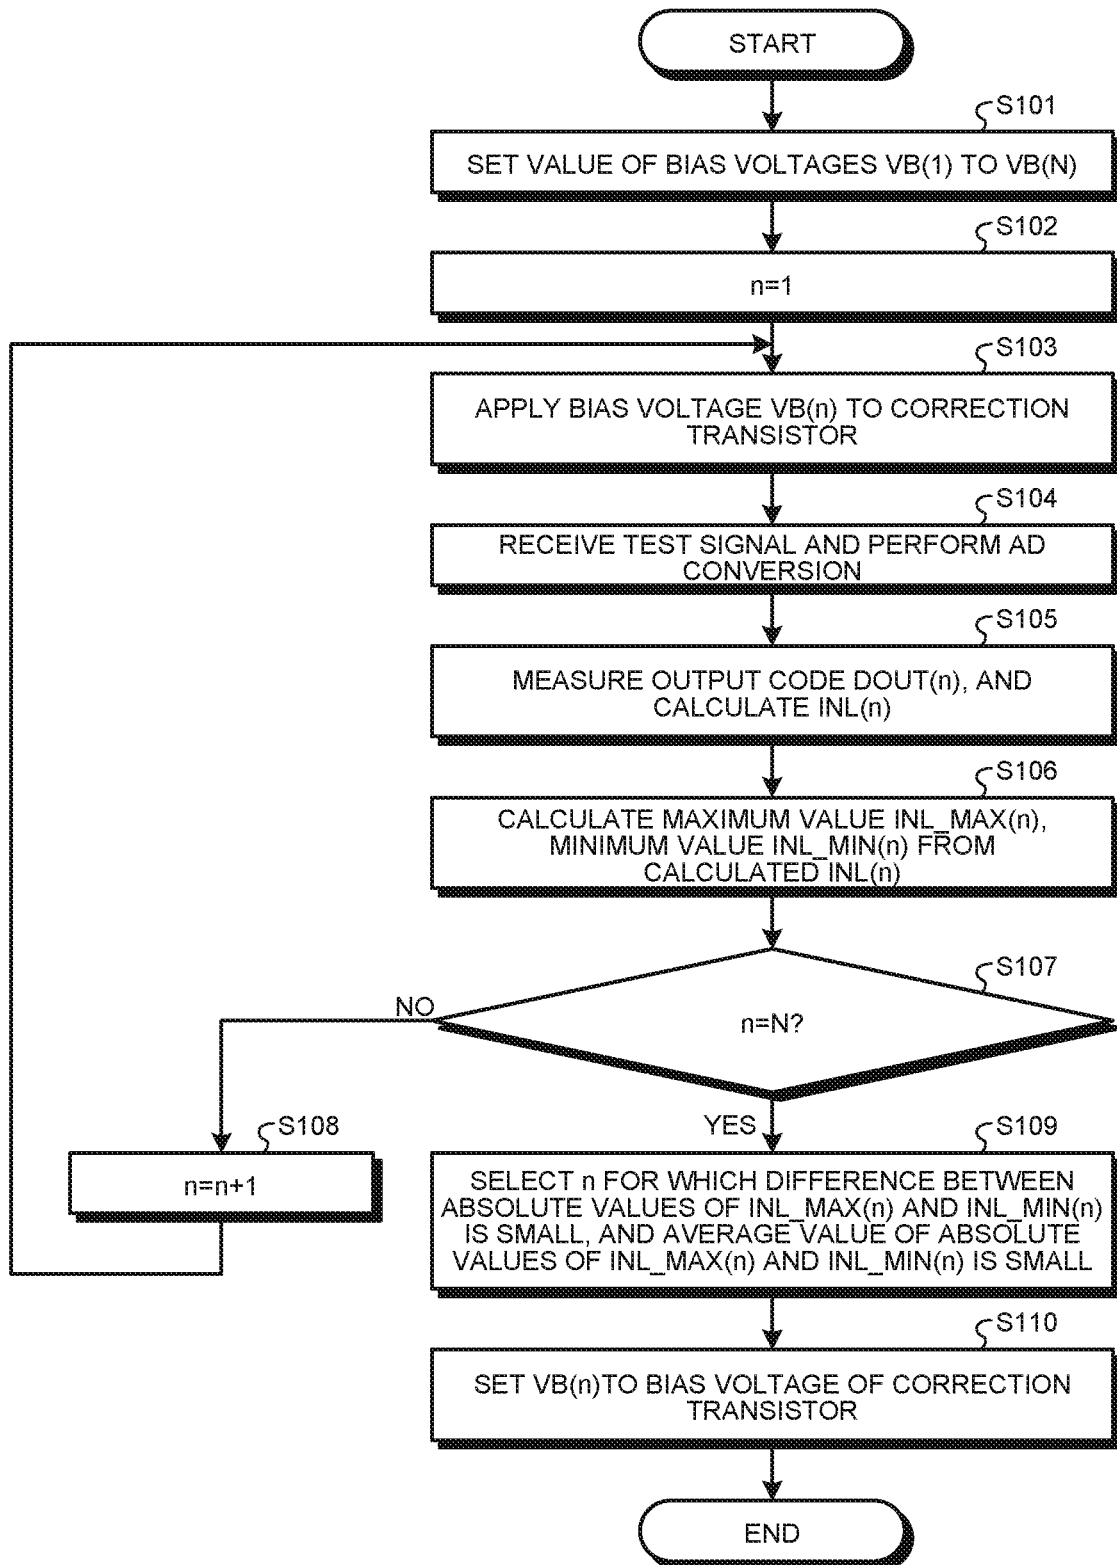 START
S101
SET VALUE OF BIAS VOLTAGES VB(1) TO VB(N)
S102
n=1
S103
APPLY BIAS VOLTAGE VB(n) TO CORRECTION
TRANSISTOR
S104
RECEIVE TEST SIGNAL AND PERFORM AD
CONVERSION
S105
MEASURE OUTPUT CODE DOUT(n), AND
CALCULATE INL(n)
S106
CALCULATE MAXIMUM VALUE INL_MAX(n),
MINIMUM VALUE INL_MIN(n) FROM
CALCULATED INL(n)
S107
n=N?
NO
YES
S108
n=n+1
S109
SELECT n FOR WHICH DIFFERENCE BETWEEN
ABSOLUTE VALUES OF INL_MAX(n) AND INL_MIN(n)
IS SMALL, AND AVERAGE VALUE OF ABSOLUTE
VALUES OF INL_MAX(n) AND INL_MIN(n) IS SMALL
S110
SET VB(n)TO BIAS VOLTAGE OF CORRECTION
TRANSISTOR
END